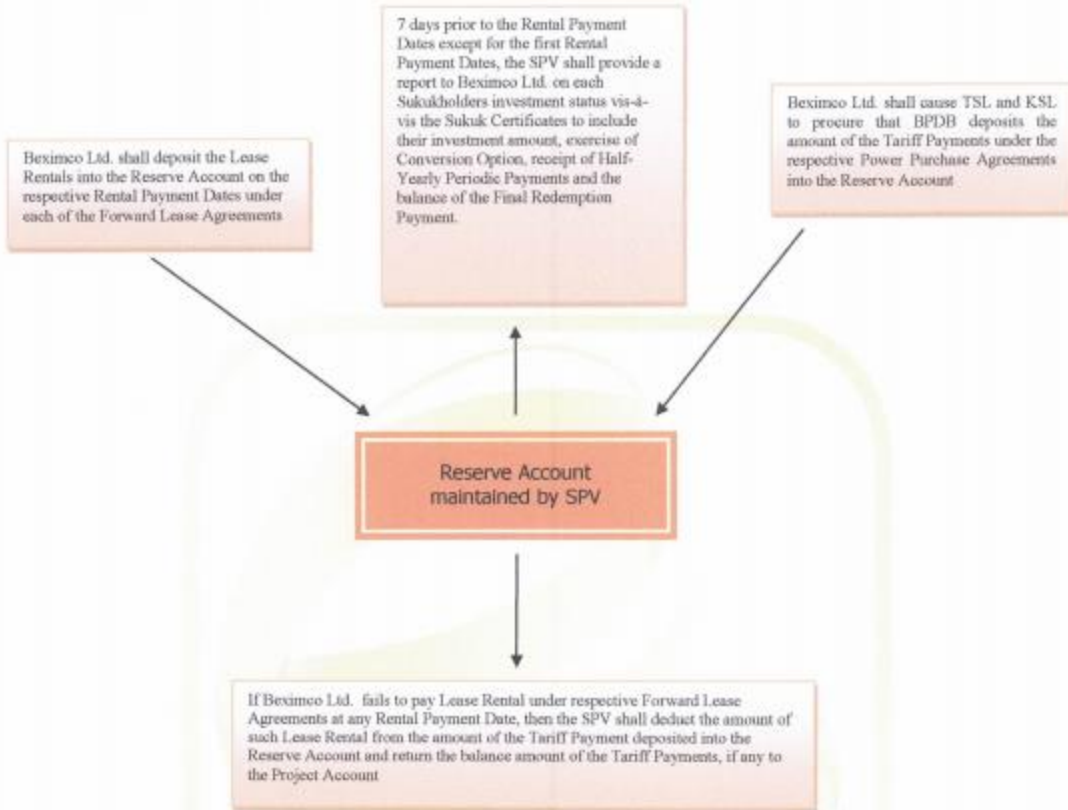 7 days prior to the Rental Payment
Dates except for the first Rental
Payment Dates, the SPV shall provide a
report to Beximco Ltd. on each
Sukukholders investment status vis-à-
vis the Sukuk Certificates to include
their investment amount, exercise of
Conversion Option, receipt of Half-
Yearly Periodic Payments and the
balance of the Final Redemption
Payment.
Beximco Ltd. shall deposit the Lease
Rentals into the Reserve Account on the
respective Rental Payment Dates under
each of the Forward Lease Agreements
Beximco Ltd. shall cause TSL and KSL
to procure that BPDB deposits the
amount of the Tariff Payments under the
respective Power Purchase Agreements
into the Reserve Account
Reserve Account
maintained by SPV
If Beximco Ltd. fails to pay Lease Rental under respective Forward Lease
Agreements at any Rental Payment Date, then the SPV shall deduct the amount of
such Lease Rental from the amount of the Tariff Payment deposited into the
Reserve Account and return the balance amount of the Tariff Payments, if any to
the Project Account